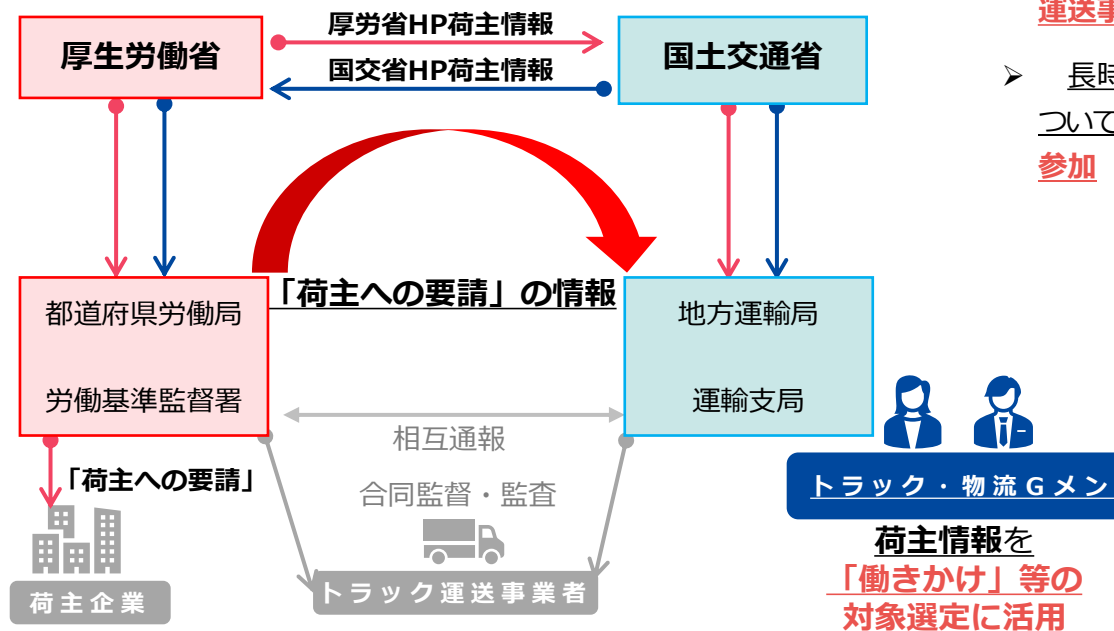 厚生労働省
厚労省HP荷主情報
国交省HP荷主情報
国土交通省
運送事
➢ 長時
ついて
参加
「荷主への要請」の情報
都道府県労働局
労働基準監督署
地方運輸局
運輸支局
相互通報
合同監督・監査
「荷主への要請」
荷主企業
トラック運送事業者
トラック・物流Gメン
荷主情報を
「働きかけ」等の
対象選定に活用